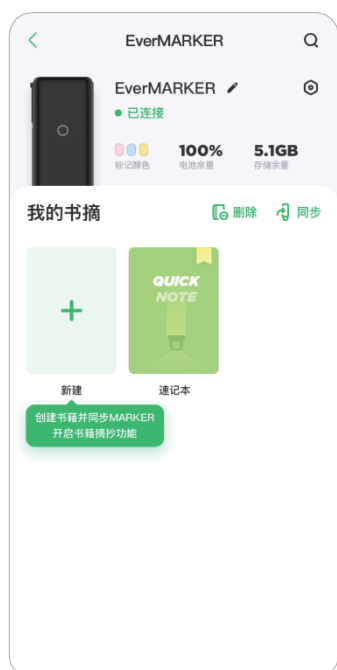 EverMARKER
EverMARKER
已连接
100%
5.1GB
标记颜色
电池余量
存储余量
我的书摘
删除
同步
QUICK
NOTE
新建
速记本
创建书籍并同步MARKER
开启书籍摘抄功能